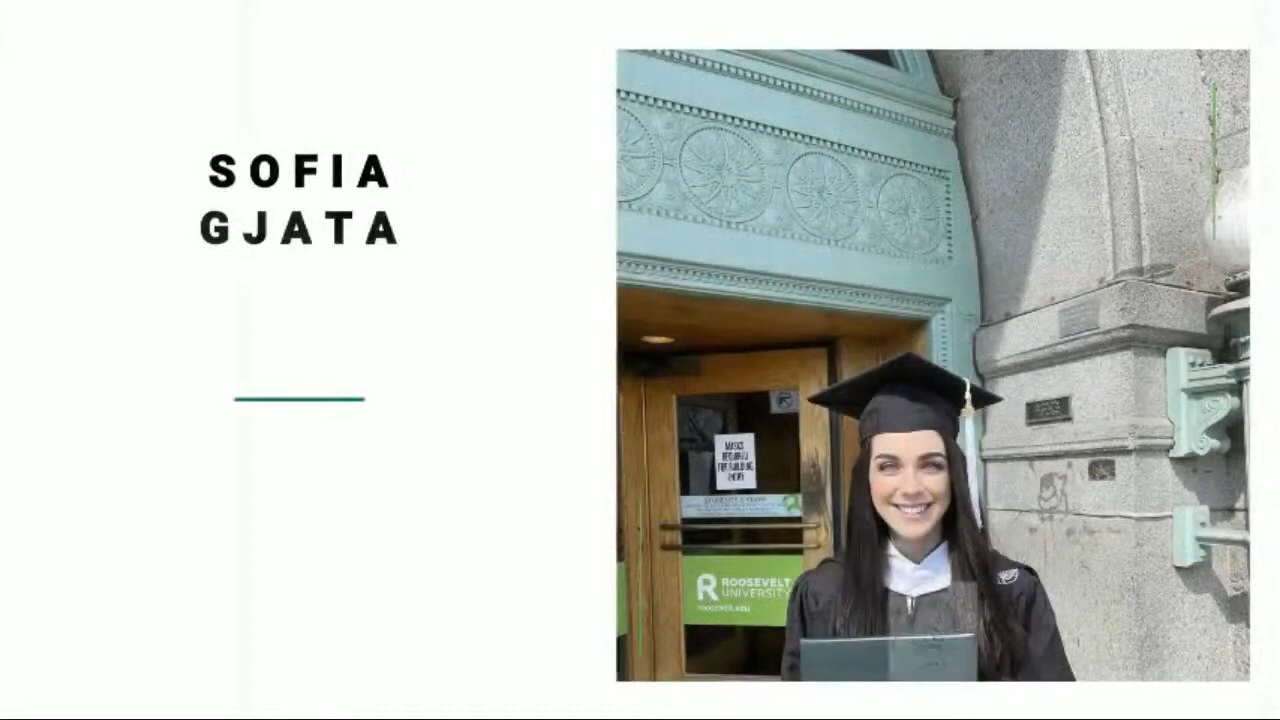 SOFIA
GJATA
MASKS
REQUIRED
FOR BUILDING
ENTRY
R ROOSEVELT
UNIVERSITY